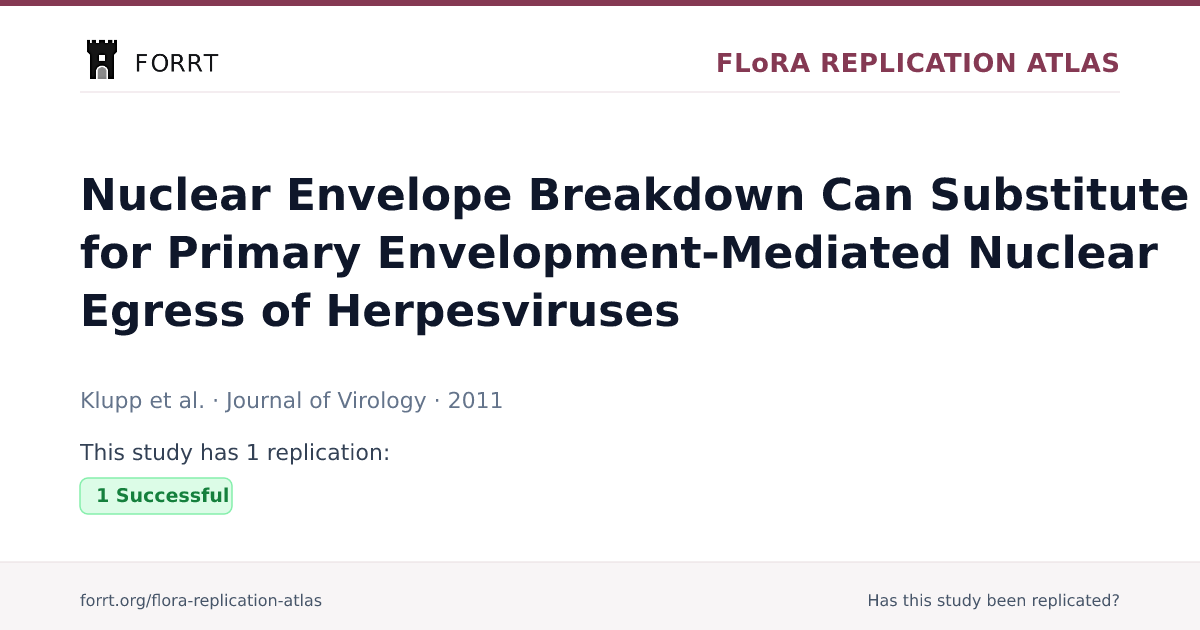 FORRT
FLoRA REPLICATION ATLAS
Nuclear Envelope Breakdown Can Substitute
for Primary Envelopment-Mediated Nuclear
Egress of Herpesviruses
Klupp et al. · Journal of Virology · 2011
This study has 1 replication:
1 Successful
forrt.org/flora-replication-atlas
Has this study been replicated?